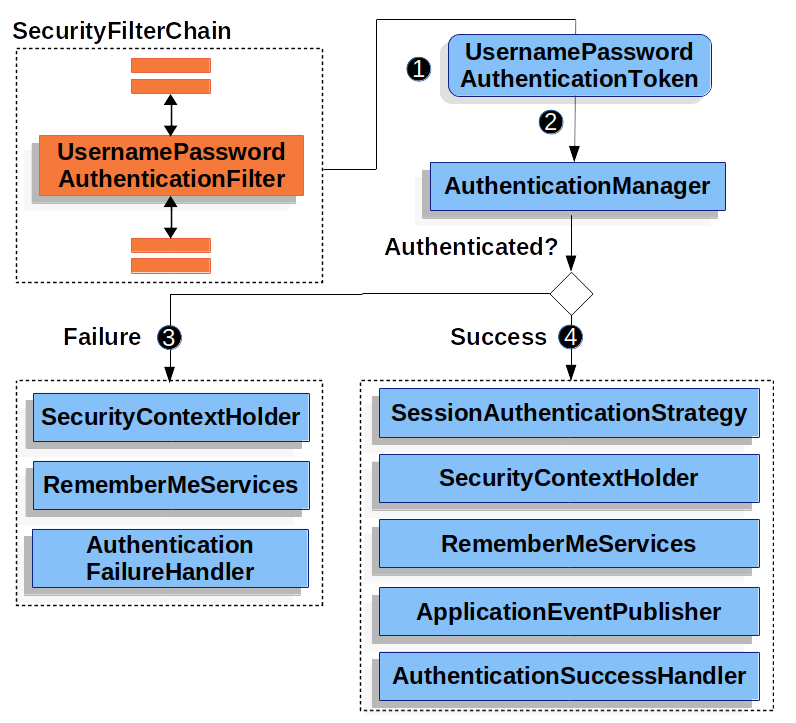 SecurityFilterChain
UsernamePassword
AuthenticationFilter
1
UsernamePassword
AuthenticationToken
2
AuthenticationManager
Authenticated?
Failure 3
Success 4
SecurityContextHolder
RememberMeServices
Authentication
FailureHandler
SessionAuthenticationStrategy
SecurityContextHolder
RememberMeServices
ApplicationEventPublisher
AuthenticationSuccessHandler